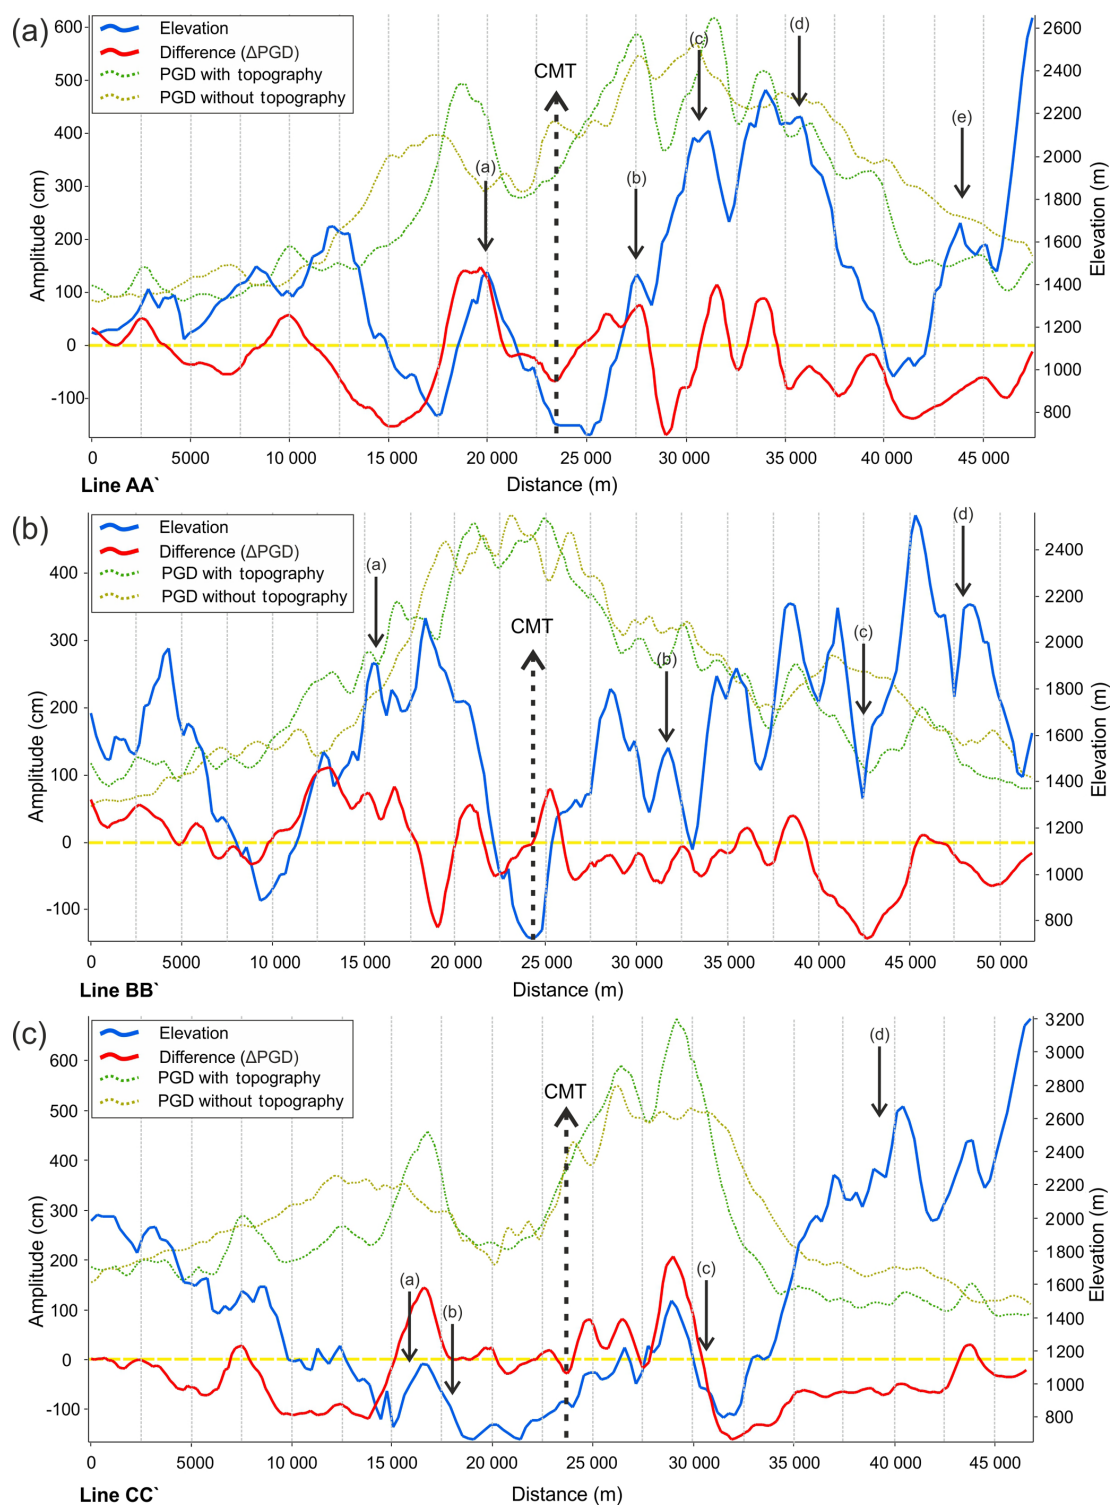 (a)
Elevation
Difference (ΔPGD)
PGD with topography
PGD without topography
CMT
(a)
(b)
(c)
(d)
(e)
600
500
400
300
200
100
0
-100
Amplitude (cm)
2600
2400
2200
2000
1800
1600
1400
1200
1000
800
Elevation (m)
0 5000 10 000 15 000 20 000 25 000 30 000 35 000 40 000 45 000
Line AA`
Distance (m)
(b)
Elevation
Difference (ΔPGD)
PGD with topography
PGD without topography
(a)
CMT
(b)
(c)
(d)
400
300
200
100
0
-100
Amplitude (cm)
2400
2200
2000
1800
1600
1400
1200
1000
800
Elevation (m)
0 5000 10 000 15 000 20 000 25 000 30 000 35 000 40 000 45 000 50 000
Line BB`
Distance (m)
(c)
Elevation
Difference (ΔPGD)
PGD with topography
PGD without topography
(a)
(b)
CMT
(c)
(d)
600
500
400
300
200
100
0
-100
Amplitude (cm)
3200
3000
2800
2600
2400
2200
2000
1800
1600
1400
1200
1000
800
Elevation (m)
0 5000 10 000 15 000 20 000 25 000 30 000 35 000 40 000 45 000
Line CC`
Distance (m)